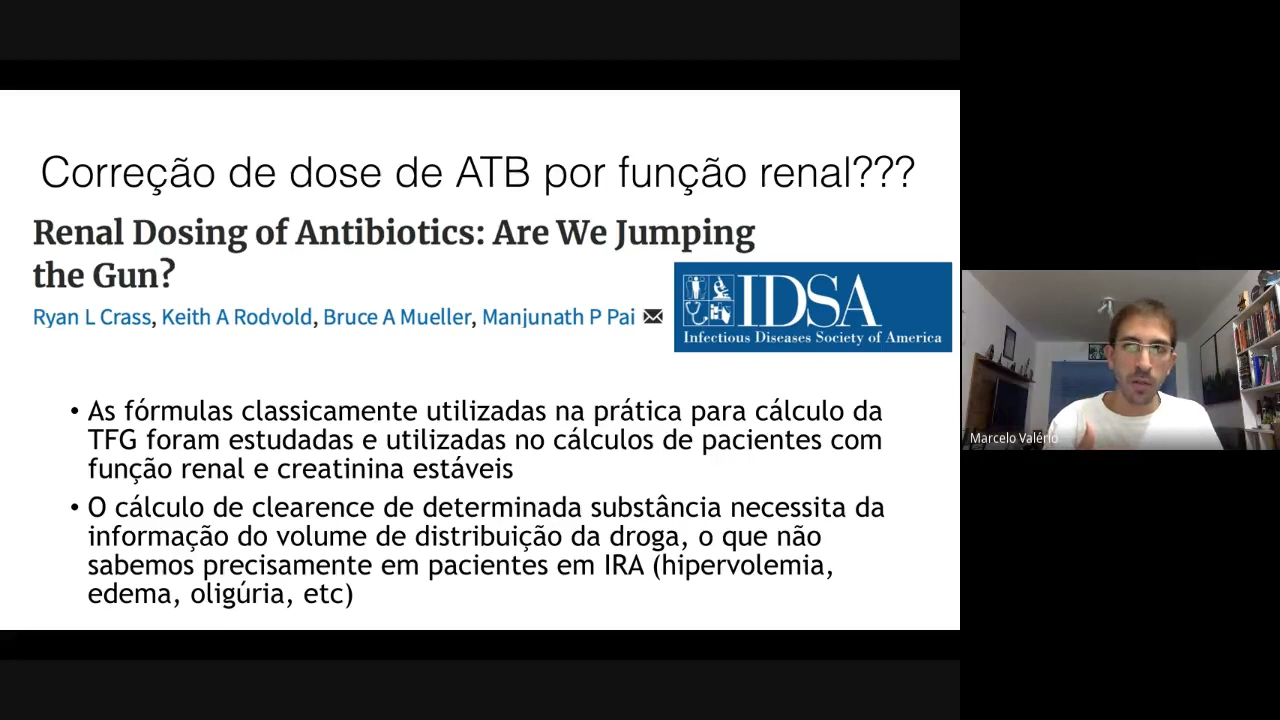 Correção de dose de ATB por função renal???
Renal Dosing of Antibiotics: Are We Jumping
the Gun?
Ryan L Crass, Keith A Rodvold, Bruce A Mueller, Manjunath P Pai
IDSA
Infectious Diseases Society of America
• As fórmulas classicamente utilizadas na prática para cálculo da
TFG foram estudadas e utilizadas no cálculos de pacientes com
função renal e creatinina estáveis
• O cálculo de clearence de determinada substância necessita da
informação do volume de distribuição da droga, o que não
sabemos precisamente em pacientes em IRA (hipervolemia,
edema, oligúria, etc)
Marcelo Valério